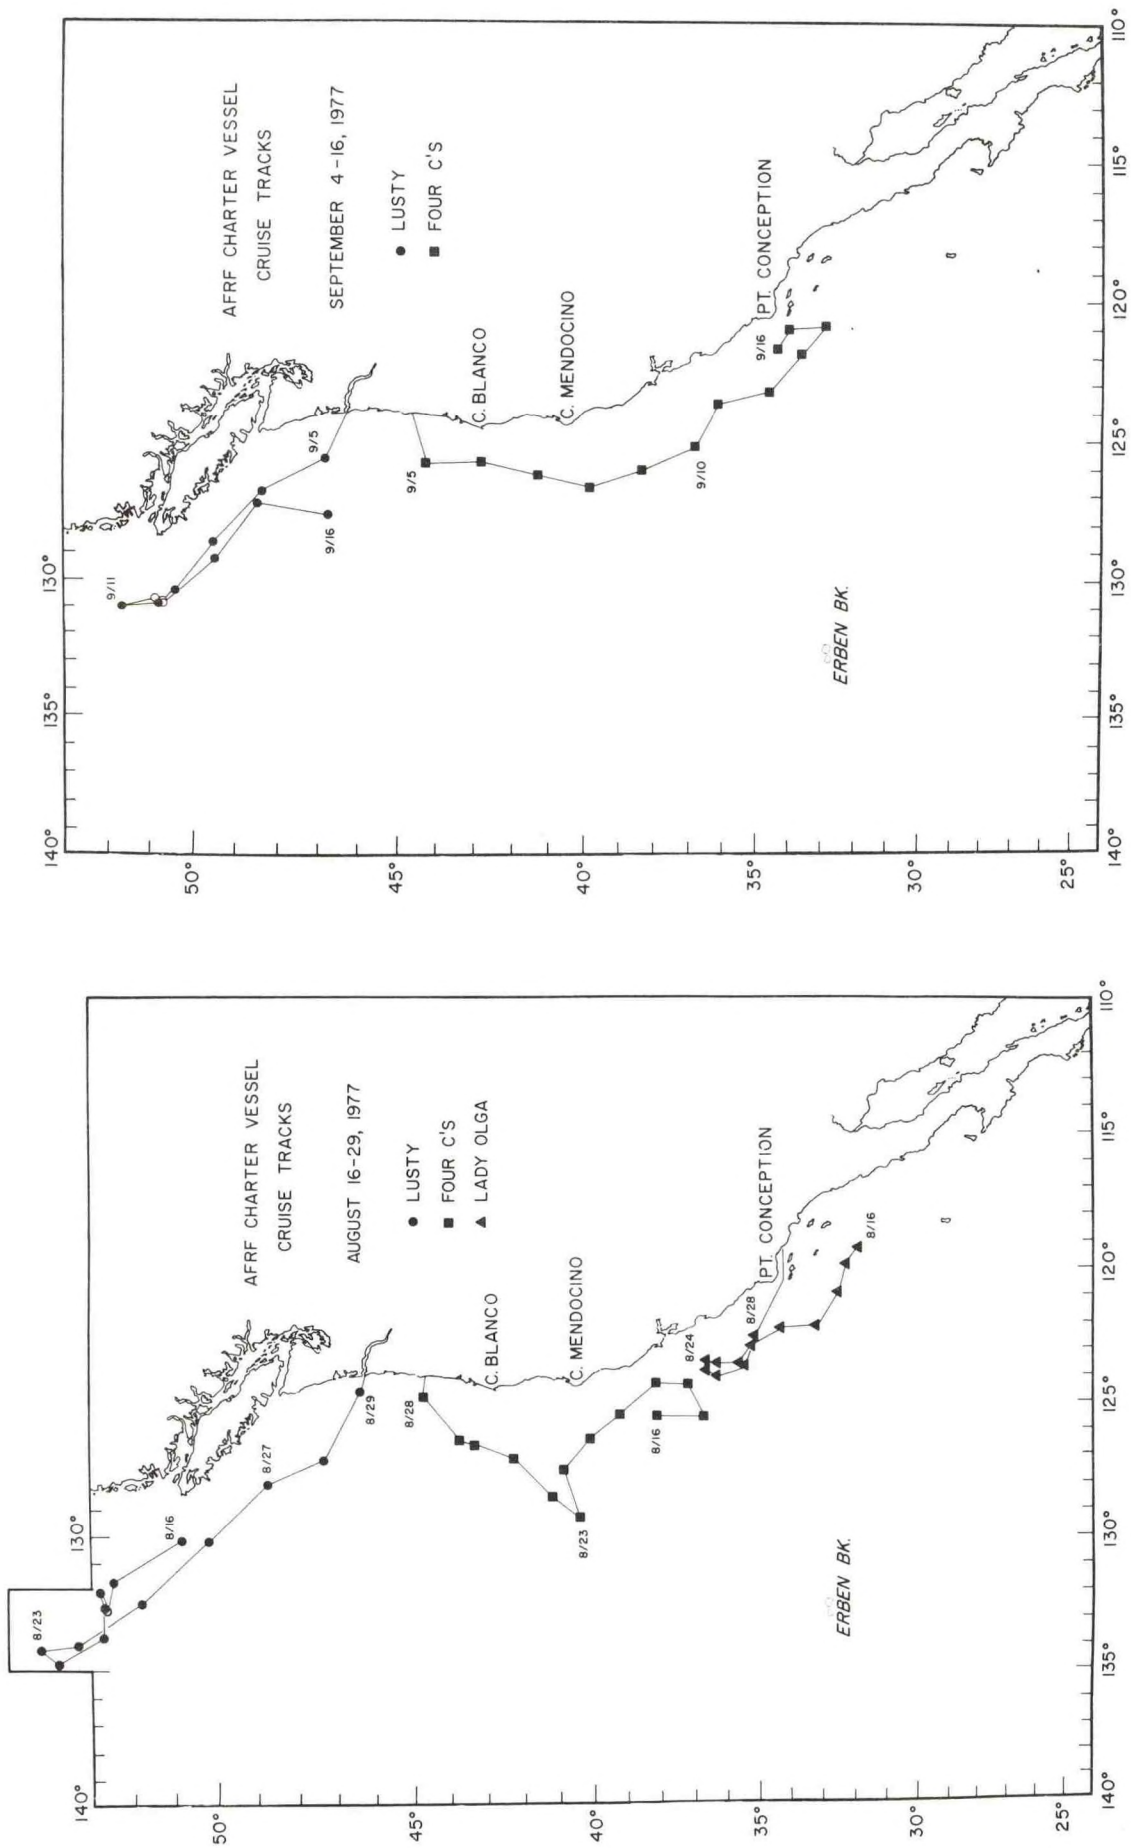 140°
130°
8/23
50°
45°
40°
35°
30°
25°
8/16
8/27
8/29
AFRF CHARTER VESSEL
CRUISE TRACKS
AUGUST 16-29, 1977
● LUSTY
■ FOUR C'S
▲ LADY OLGA
8/28
C. BLANCO
C. MENDOCINO
8/23
8/16
8/24
8/28
PT. CONCEPTION
8/16
ERBEN BK.
140°
135°
130°
125°
120°
115°
110°
140°
135°
130°
50°
45°
40°
35°
30°
25°
9/11
9/5
9/16
AFRF CHARTER VESSEL
CRUISE TRACKS
SEPTEMBER 4-16, 1977
● LUSTY
■ FOUR C'S
9/5
C. BLANCO
C. MENDOCINO
9/10
9/16
PT. CONCEPTION
ERBEN BK.
140°
130°
125°
120°
115°
110°